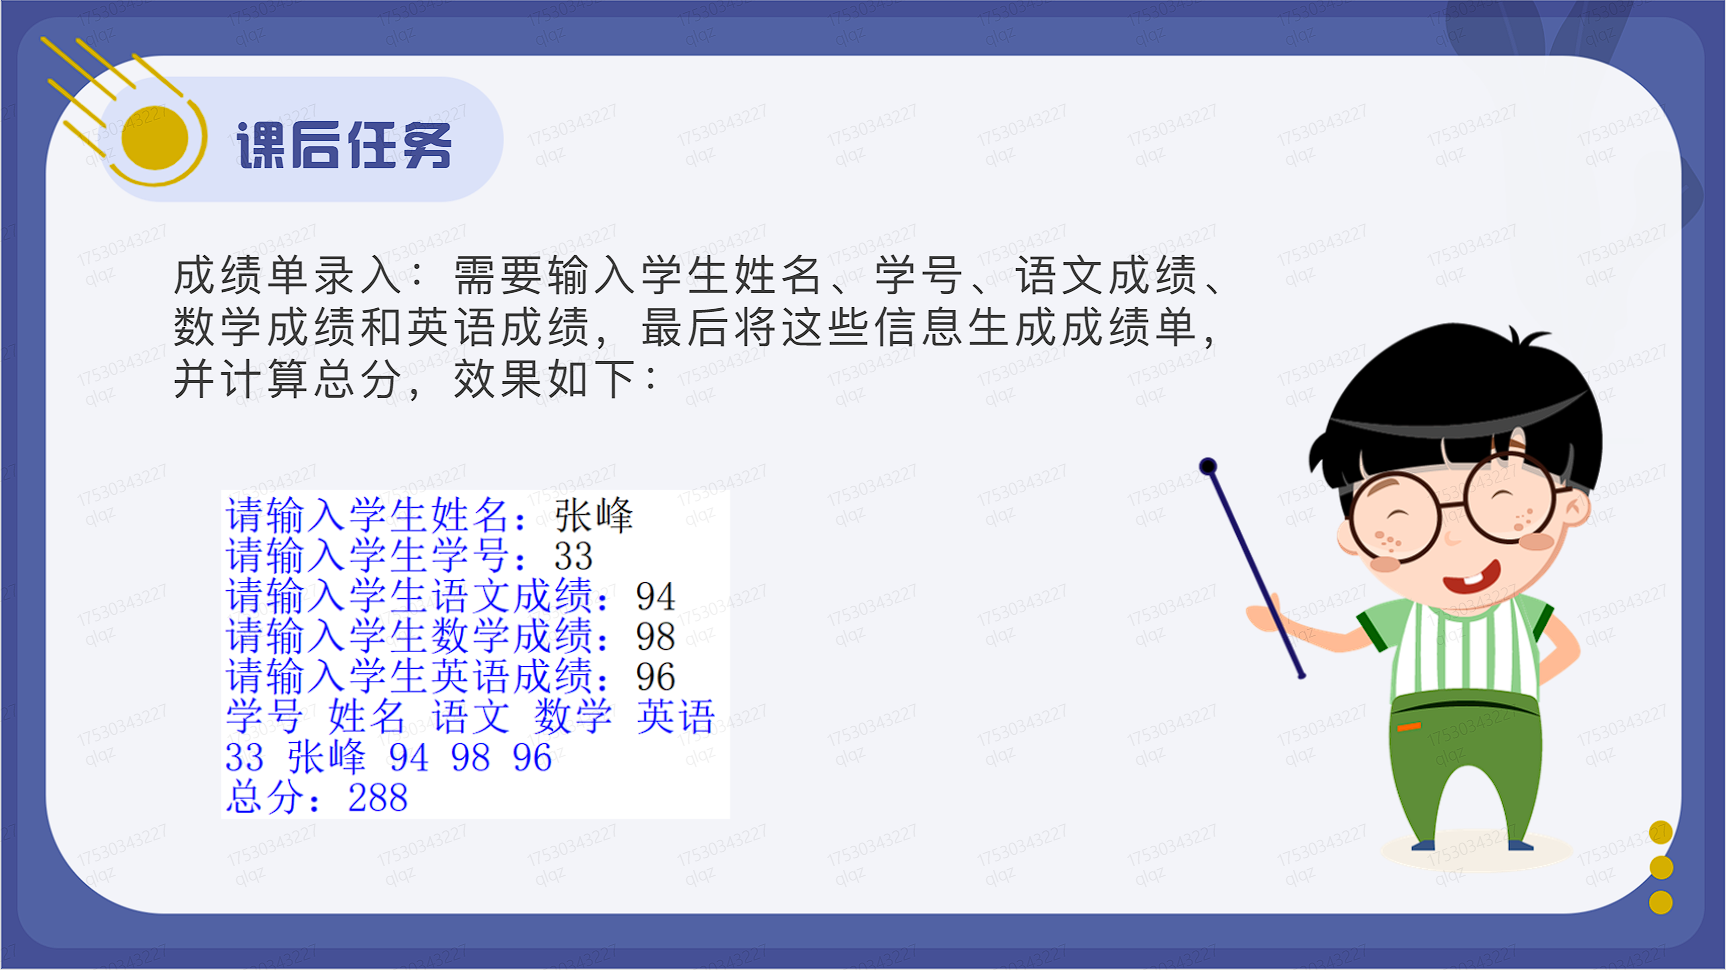 课后任务
成绩单录入：需要输入学生姓名、学号、语文成绩、
数学成绩和英语成绩，最后将这些信息生成成绩单，
并计算总分，效果如下：
请输入学生姓名：张峰
请输入学生学号：33
请输入学生语文成绩：94
请输入学生数学成绩：98
请输入学生英语成绩：96
学号 姓名 语文 数学 英语
33 张峰 94 98 96
总分：288
17530343227
qlqz